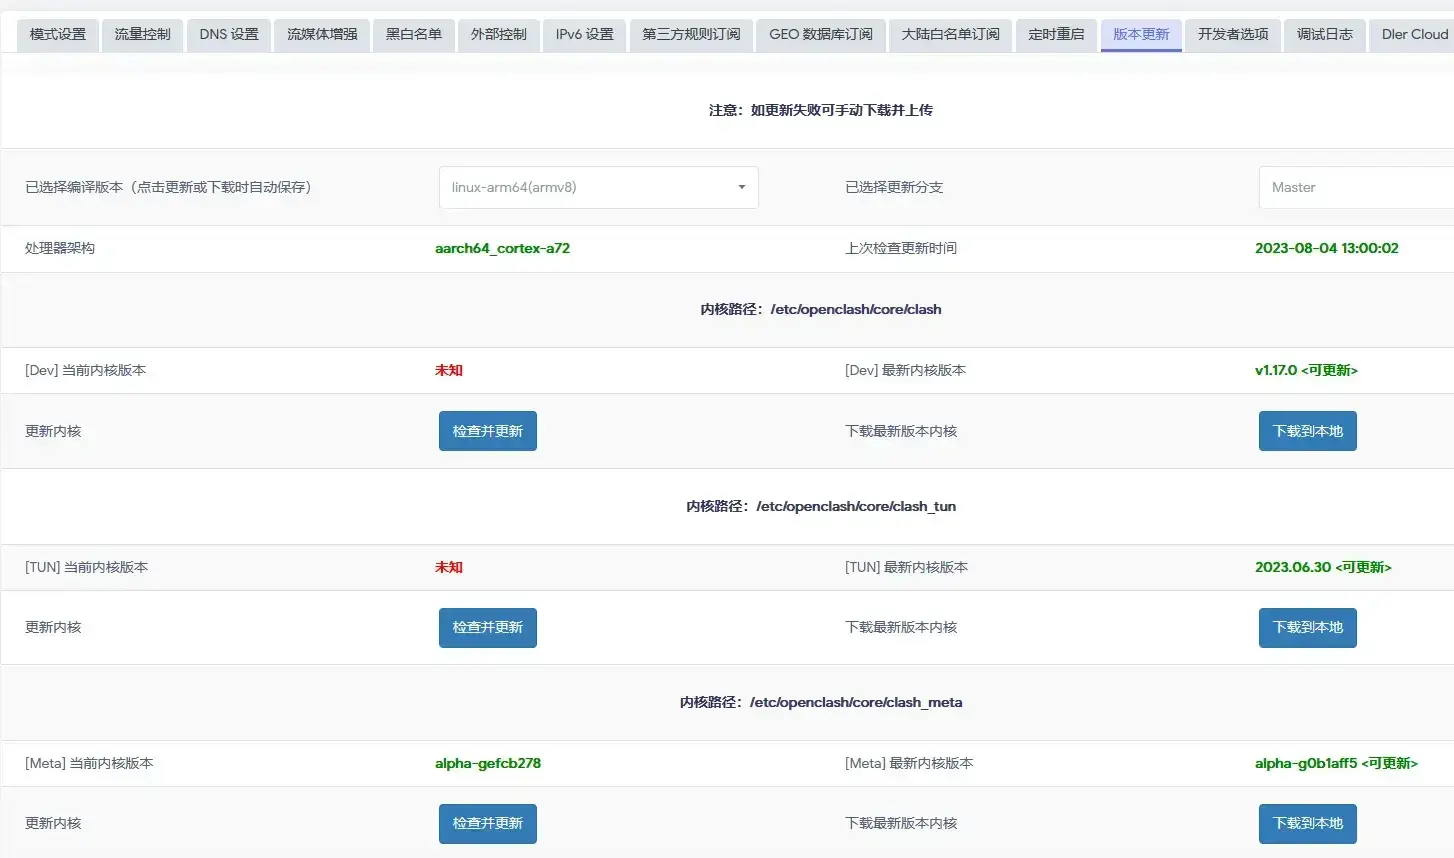 模式设置 流量控制 DNS 设置 流媒体增强 黑白名单 外部控制 IPv6 设置 第三方规则订阅 GEO 数据库订阅 大陆白名单订阅 定时重启 版本更新 开发者选项 调试日志 Dler Cloud
注意：如更新失败可手动下载并上传
已选择编译版本（点击更新或下载时自动保存） linux-arm64(armv8) 已选择更新分支 Master
处理器架构 aarch64_cortex-a72 上次检查更新时间 2023-08-04 13:00:02
内核路径：/etc/openclash/core/clash
[Dev] 当前内核版本 未知 [Dev] 最新内核版本 v1.17.0 <可更新>
更新内核 检查并更新 下载最新版本内核 下载到本地
内核路径：/etc/openclash/core/clash_tun
[TUN] 当前内核版本 未知 [TUN] 最新内核版本 2023.06.30 <可更新>
更新内核 检查并更新 下载最新版本内核 下载到本地
内核路径：/etc/openclash/core/clash_meta
[Meta] 当前内核版本 alpha-gefcb278 [Meta] 最新内核版本 alpha-g0b1aff5 <可更新>
更新内核 检查并更新 下载最新版本内核 下载到本地